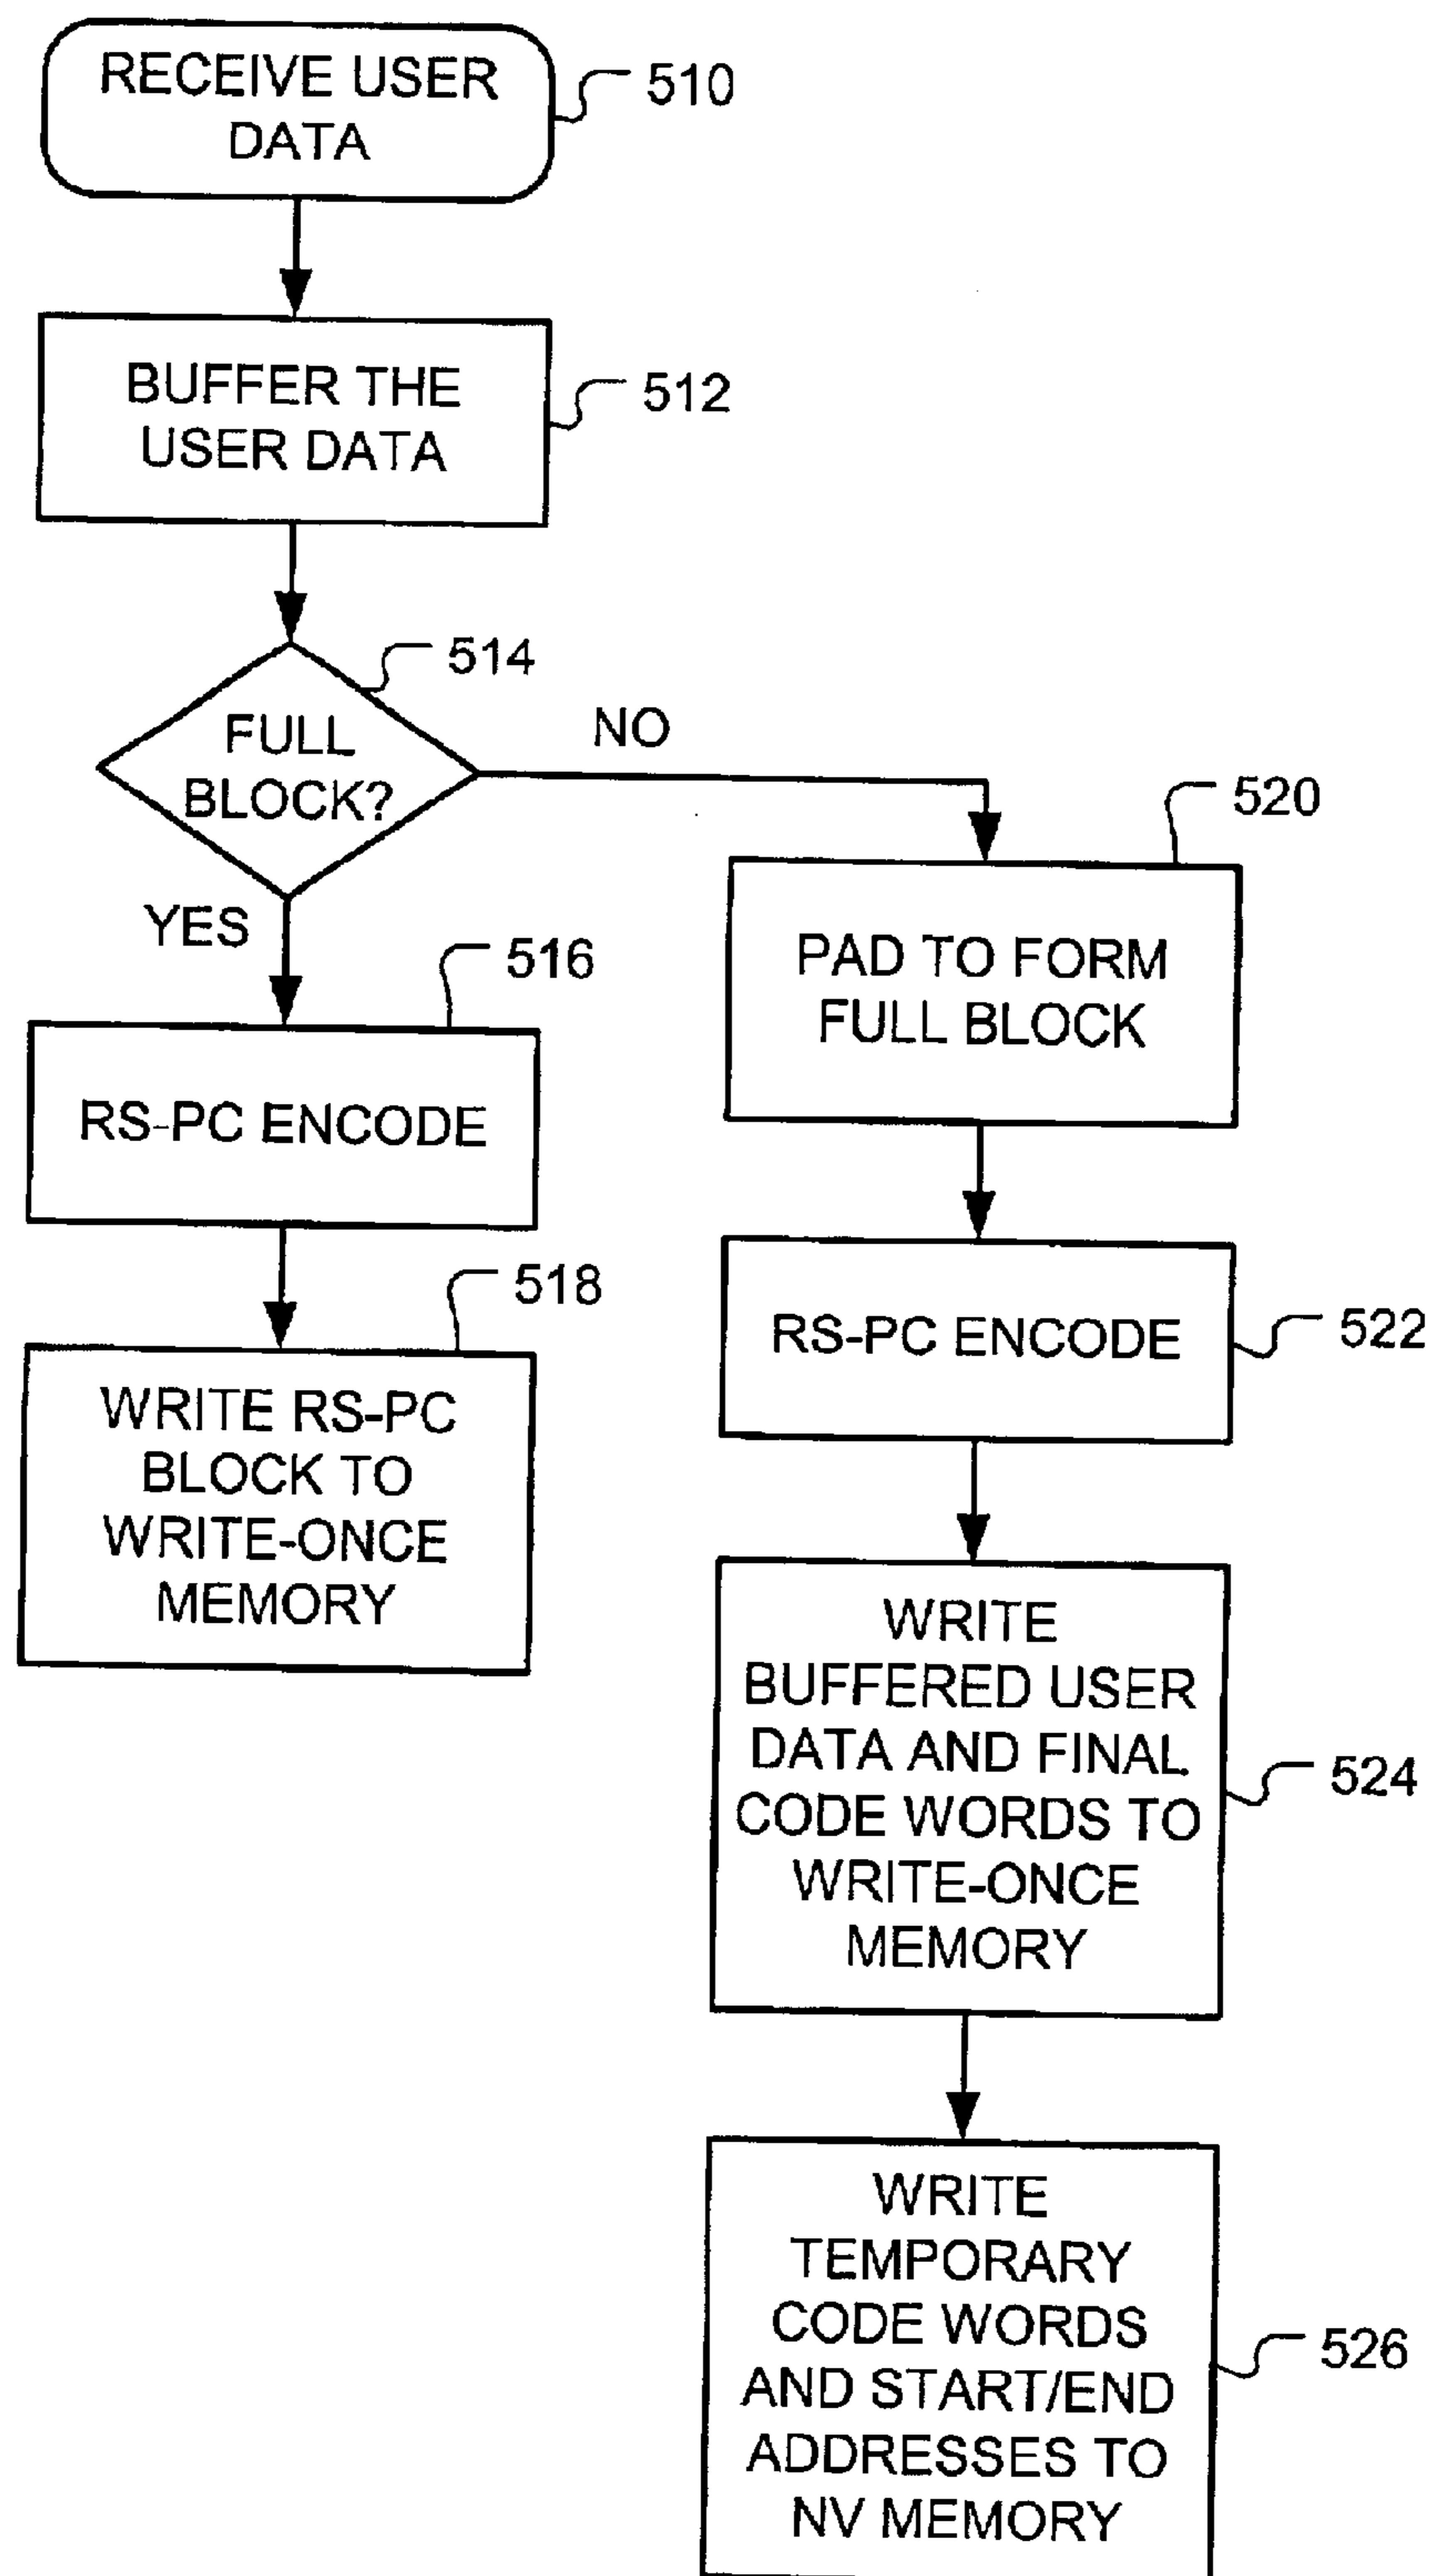 RECEIVE USER
DATA
510
BUFFER THE
USER DATA
512
FULL
BLOCK?
514
NO
YES
RS-PC ENCODE
516
WRITE RS-PC
BLOCK TO
WRITE-ONCE
MEMORY
518
PAD TO FORM
FULL BLOCK
520
RS-PC ENCODE
522
WRITE
BUFFERED USER
DATA AND FINAL
CODE WORDS TO
WRITE-ONCE
MEMORY
524
WRITE
TEMPORARY
CODE WORDS
AND START/END
ADDRESSES TO
NV MEMORY
526